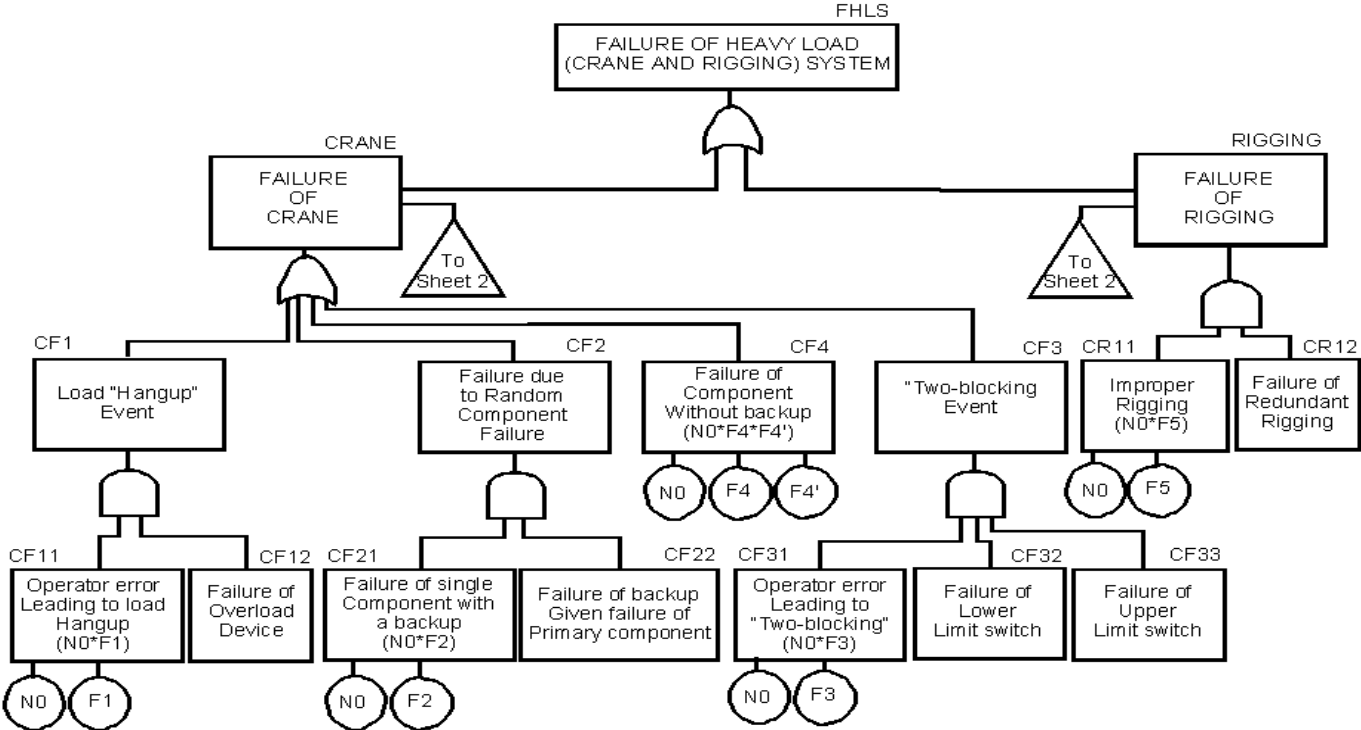 FHLS
FAILURE OF HEAVY LOAD
(CRANE AND RIGGING) SYSTEM
CRANE
FAILURE
OF
CRANE
To
Sheet 2
RIGGING
FAILURE
OF
RIGGING
To
Sheet 2
CF1
Load "Hangup"
Event
CF2
Failure due
to Random
Component
Failure
CF4
Failure of
Component
Without backup
(N0*F4*F4')
N0
F4
F4'
CF3
"Two-blocking
Event
CR11
Improper
Rigging
(N0*F5)
N0
F5
CR12
Failure of
Redundant
Rigging
CF11
Operator error
Leading to load
Hangup
(N0*F1)
N0
F1
CF12
Failure of
Overload
Device
CF21
Failure of single
Component with
a backup
(N0*F2)
N0
F2
CF22
Failure of backup
Given failure of
Primary component
CF31
Operator error
Leading to
"Two-blocking"
(N0*F3)
N0
F3
CF32
Failure of
Lower
Limit switch
CF33
Failure of
Upper
Limit switch